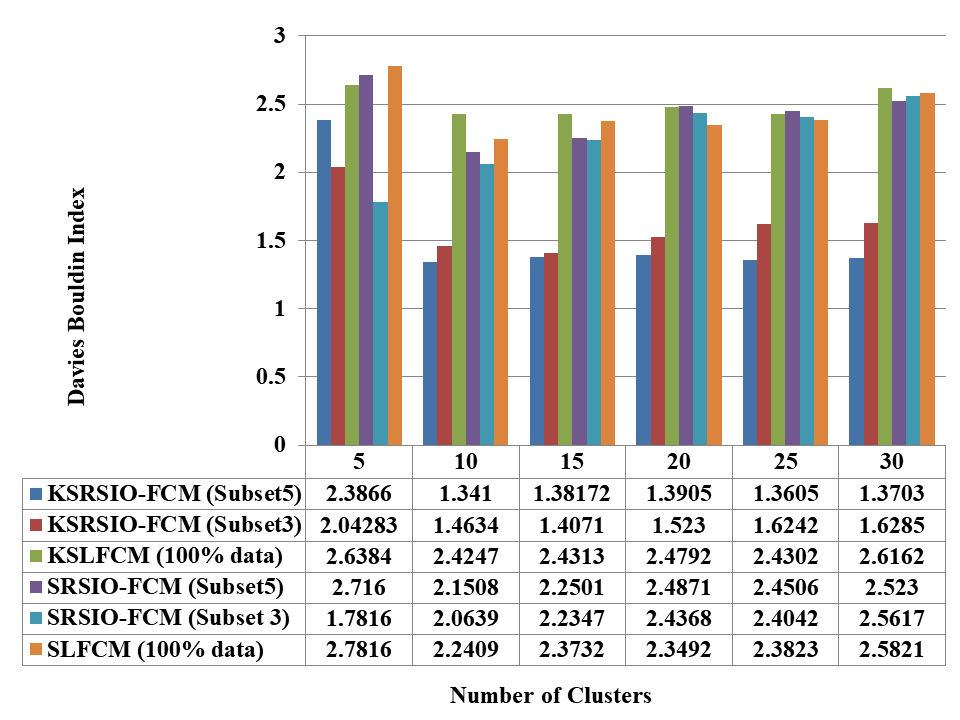 3
2.5
2
1.5
1
0.5
0
Davies Bouldin Index
5 10 15 20 25 30
KSRSIO-FCM (Subset5) 2.3866 1.341 1.38172 1.3905 1.3605 1.3703
KSRSIO-FCM (Subset3) 2.04283 1.4634 1.4071 1.523 1.6242 1.6285
KSLFCM (100% data) 2.6384 2.4247 2.4313 2.4792 2.4302 2.6162
SRSIO-FCM (Subset5) 2.716 2.1508 2.2501 2.4871 2.4506 2.523
SRSIO-FCM (Subset 3) 1.7816 2.0639 2.2347 2.4368 2.4042 2.5617
SLFCM (100% data) 2.7816 2.2409 2.3732 2.3492 2.3823 2.5821
Number of Clusters